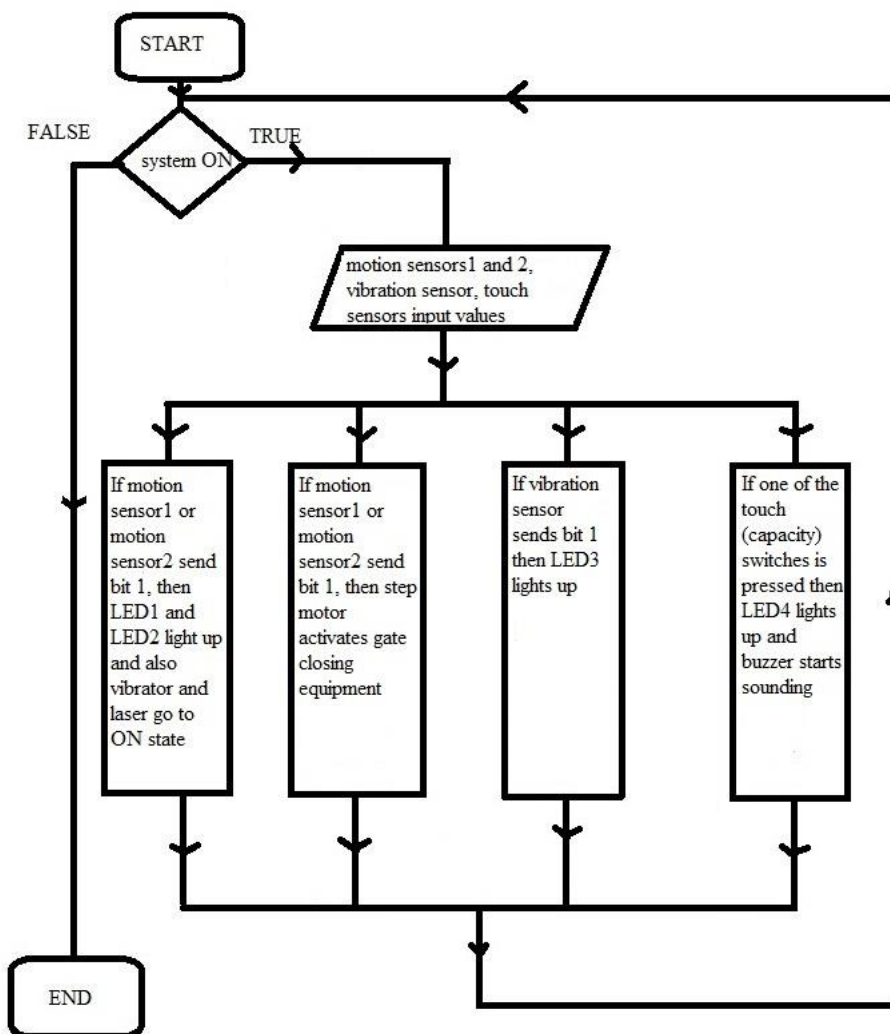 START
FALSE
TRUE
system ON
motion sensors1 and 2,
vibration sensor, touch
sensors input values
If motion
sensor1 or
motion
sensor2 send
bit 1, then
LED1 and
LED2 light up
and also
vibrator and
laser go to
ON state
If motion
sensor1 or
motion
sensor2 send
bit 1, then step
motor
activates gate
closing
equipment
If vibration
sensor
sends bit 1
then LED3
lights up
If one of the
touch
(capacity)
switches is
pressed then
LED4 lights
up and
buzzer starts
sounding
END